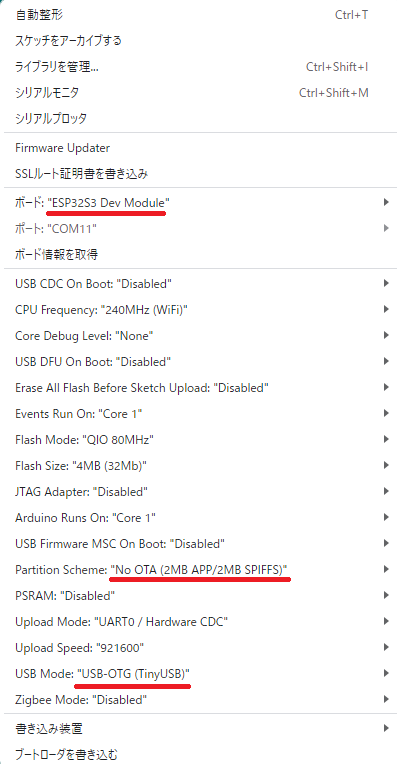 自動整形 Ctrl+T
スケッチをアーカイブする
ライブラリを管理... Ctrl+Shift+I
シリアルモニタ Ctrl+Shift+M
シリアルプロッタ
Firmware Updater
SSLルート証明書を書き込み
ボード: "ESP32S3 Dev Module"
ポート: "COM11"
ボード情報を取得
USB CDC On Boot: "Disabled"
CPU Frequency: "240MHz (WiFi)"
Core Debug Level: "None"
USB DFU On Boot: "Disabled"
Erase All Flash Before Sketch Upload: "Disabled"
Events Run On: "Core 1"
Flash Mode: "QIO 80MHz"
Flash Size: "4MB (32Mb)"
JTAG Adapter: "Disabled"
Arduino Runs On: "Core 1"
USB Firmware MSC On Boot: "Disabled"
Partition Scheme: "No OTA (2MB APP/2MB SPIFFS)"
PSRAM: "Disabled"
Upload Mode: "UART0 / Hardware CDC"
Upload Speed: "921600"
USB Mode: "USB-OTG (TinyUSB)"
Zigbee Mode: "Disabled"
書き込み装置
ブートローダを書き込む